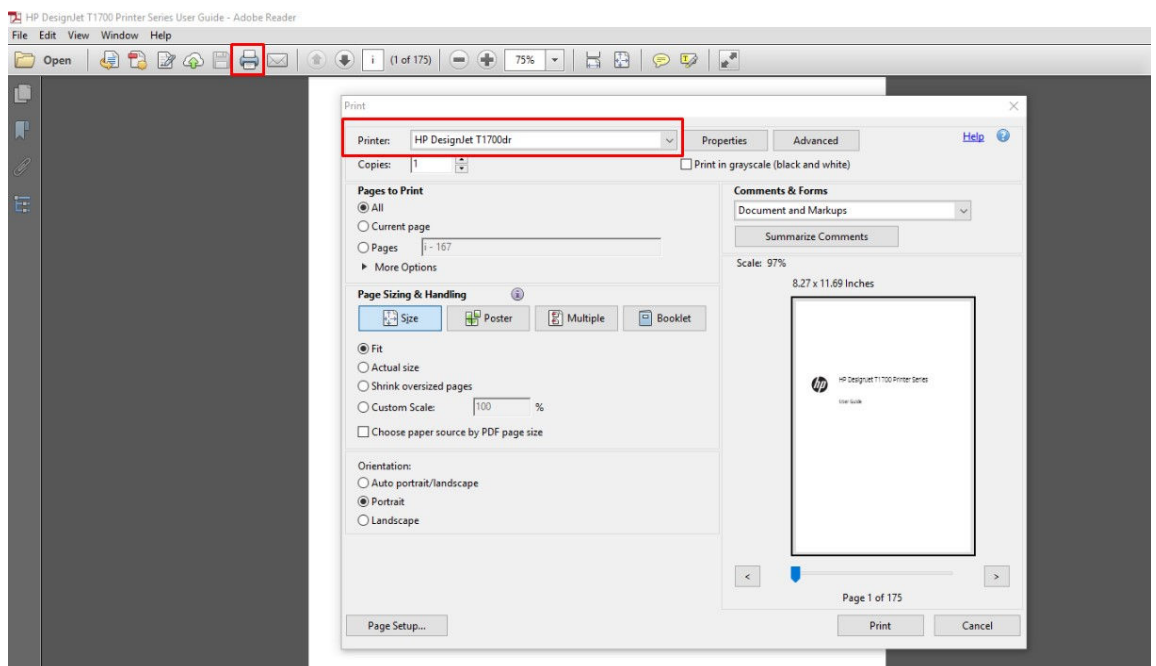 HP DesignJet T1700 Printer Series User Guide - Adobe Reader
File Edit View Window Help
Open i (1 of 175) 75%
Print
Printer: HP DesignJet T1700dr Properties Advanced Help
Copies: 1 Print in grayscale (black and white)
Pages to Print
All
Current page
Pages i - 167
More Options
Page Sizing & Handling
Size Poster Multiple Booklet
Fit
Actual size
Shrink oversized pages
Custom Scale: 100 %
Choose paper source by PDF page size
Orientation:
Auto portrait/landscape
Portrait
Landscape
Comments & Forms
Document and Markups
Summarize Comments
Scale: 97%
8.27 x 11.69 Inches
hp HP DesignJet T1700 Printer Series
User Guide
< >
Page 1 of 175
Page Setup... Print Cancel